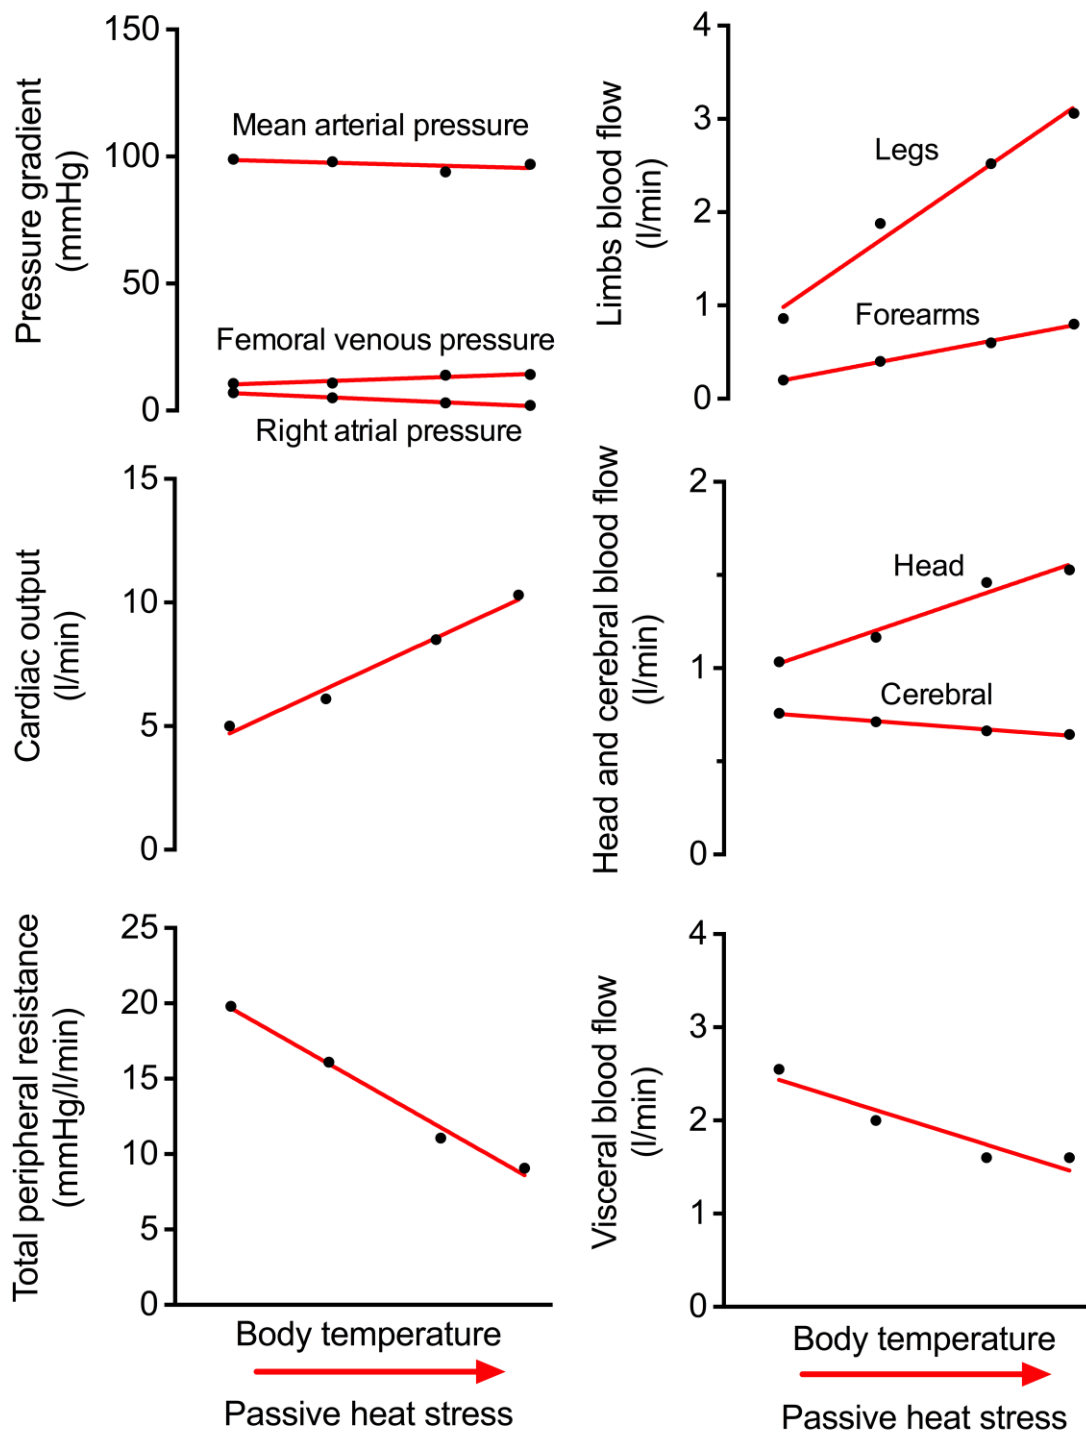 Pressure gradient
(mmHg)
150
100
50
0
Mean arterial pressure
Femoral venous pressure
Right atrial pressure
Limbs blood flow
(l/min)
4
3
2
1
0
Legs
Forearms
Cardiac output
(l/min)
15
10
5
0
Head and cerebral blood flow
(l/min)
2
1
0
Head
Cerebral
Total peripheral resistance
(mmHg/l/min)
25
20
15
10
5
0
Body temperature
Passive heat stress
Visceral blood flow
(l/min)
4
3
2
1
0
Body temperature
Passive heat stress